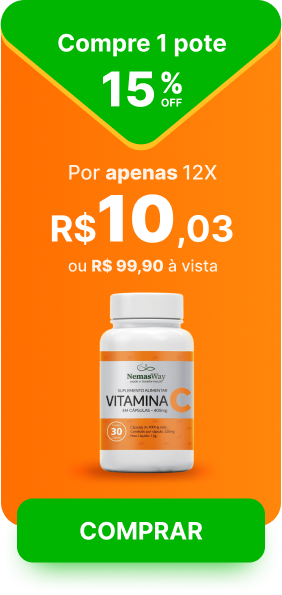 Compre 1 pote
15%
OFF
Por apenas 12X
R$10,03
ou R$ 99,90 à vista
NemasWay
SUPLEMENTO ALIMENTAR
VITAMINA C
EM CÁPSULAS • 400mg
30
COMPRAR